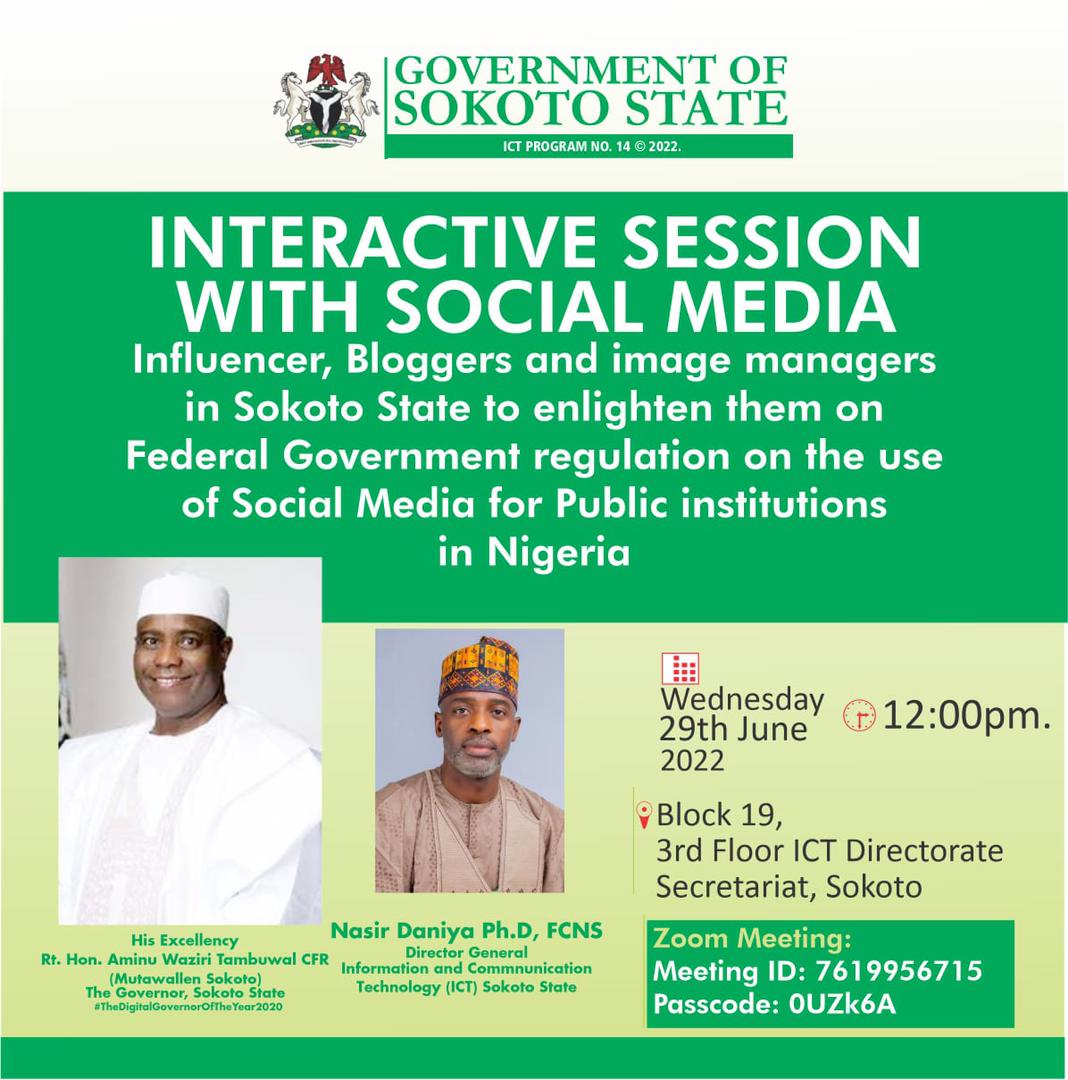 GOVERNMENT OF
SOKOTO STATE
ICT PROGRAM NO. 14 © 2022.
INTERACTIVE SESSION
WITH SOCIAL MEDIA
Influencer, Bloggers and image managers
in Sokoto State to enlighten them on
Federal Government regulation on the use
of Social Media for Public institutions
in Nigeria
His Excellency
Rt. Hon. Aminu Waziri Tambuwal CFR
(Mutawallen Sokoto)
The Governor, Sokoto State
#TheDigitalGovernorOfTheYear2020
Nasir Daniya Ph.D, FCNS
Director General
Information and Commnunication
Technology (ICT) Sokoto State
Wednesday
29th June
2022
12:00pm.
Block 19,
3rd Floor ICT Directorate
Secretariat, Sokoto
Zoom Meeting:
Meeting ID: 7619956715
Passcode: 0UZk6A